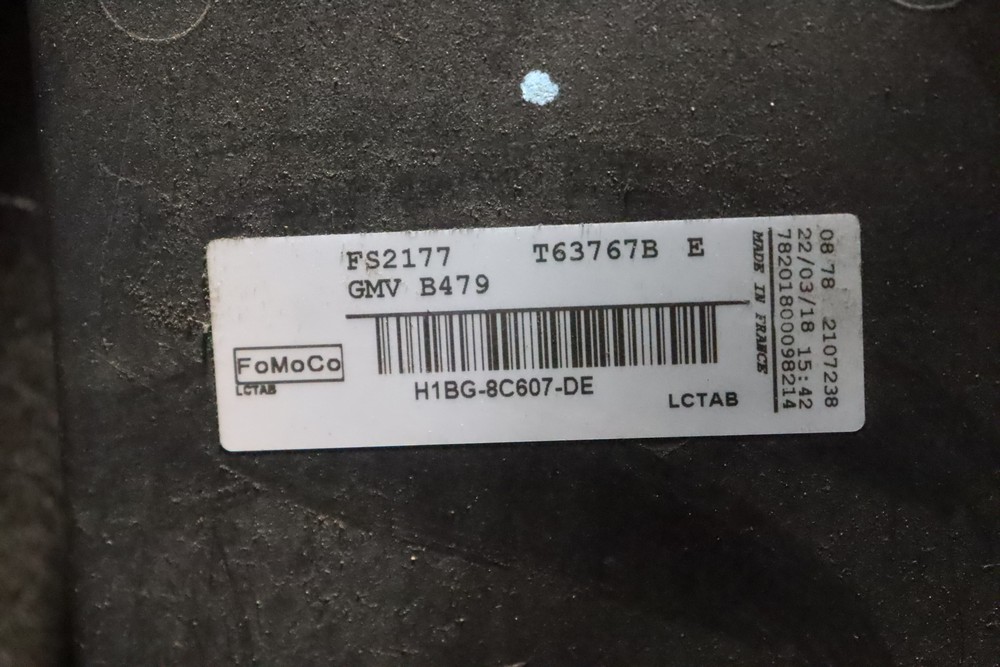 FS2177 T63767B E
GMV B479
FoMoCo
LCTAB
H1BG-8C607-DE
LCTAB
MADE IN FRANCE
78201800098214
22/03/18 15:42
08 78 2107238